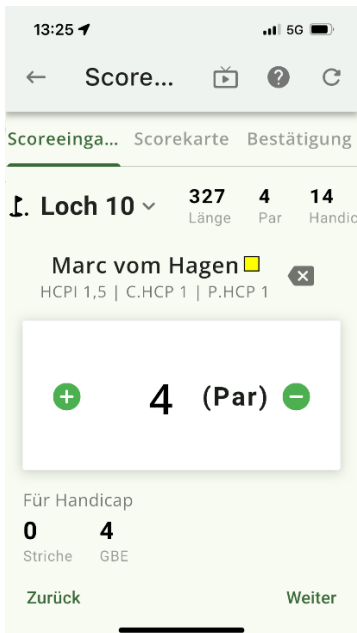 13:25 5G
Score...
Scoreeinga... Scorekarte Bestätigung
Loch 10 327 4 14
Länge Par Handic
Marc vom Hagen
HCPI 1,5 | C.HCP 1 | P.HCP 1
4 (Par)
Für Handicap
0 4
Striche GBE
Zurück Weiter